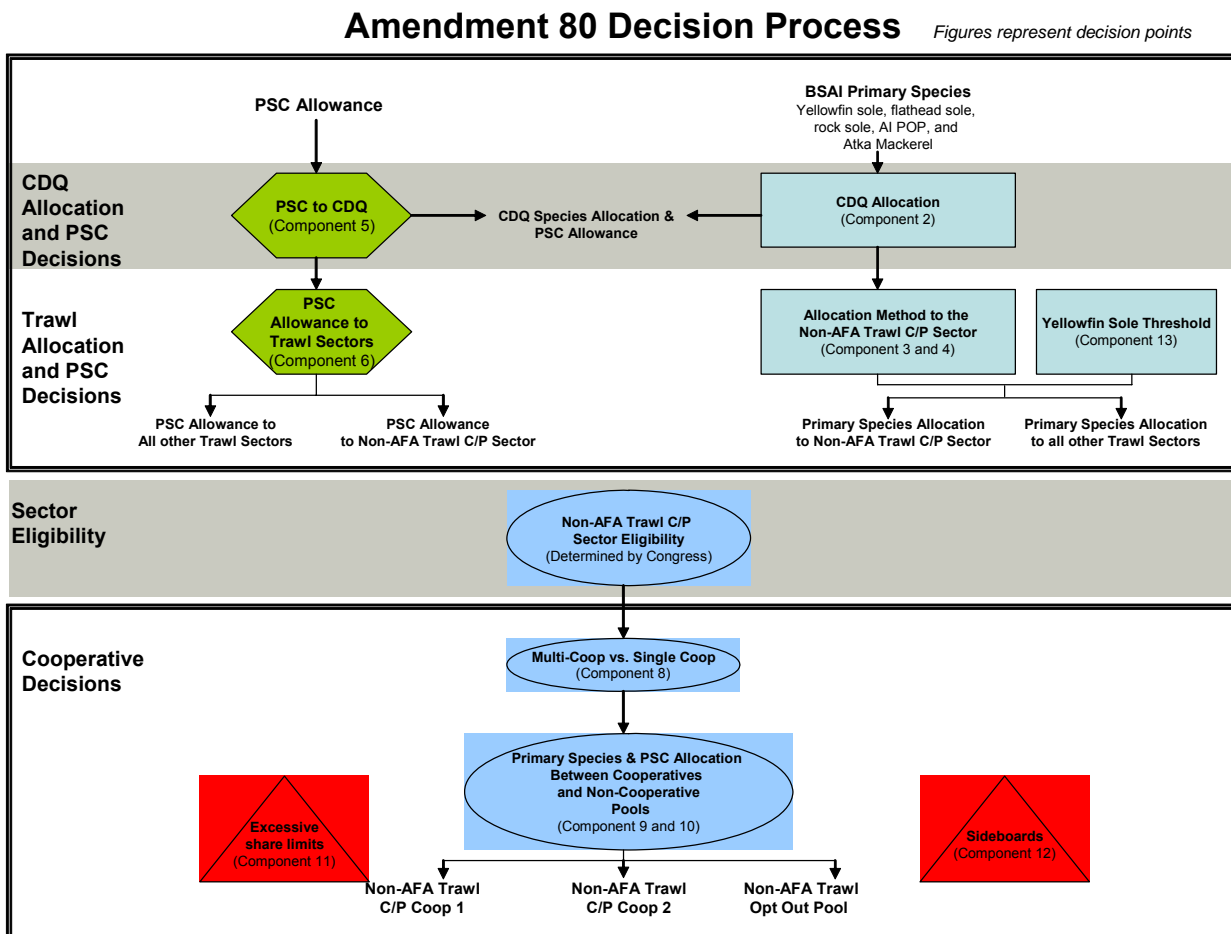 Amendment 80 Decision Process
Figures represent decision points
PSC Allowance
BSAI Primary Species
Yellowfin sole, flathead sole,
rock sole, AI POP, and
Atka Mackerel
CDQ
Allocation
and PSC
Decisions
PSC to CDQ
(Component 5)
CDQ Species Allocation &
PSC Allowance
CDQ Allocation
(Component 2)
Trawl
Allocation
and PSC
Decisions
PSC
Allowance to
Trawl Sectors
(Component 6)
Allocation Method to the
Non-AFA Trawl C/P Sector
(Component 3 and 4)
Yellowfin Sole Threshold
(Component 13)
PSC Allowance to
All other Trawl Sectors
PSC Allowance
to Non-AFA Trawl C/P Sector
Primary Species Allocation
to Non-AFA Trawl C/P Sector
Primary Species Allocation
to all other Trawl Sectors
Sector
Eligibility
Non-AFA Trawl C/P
Sector Eligibility
(Determined by Congress)
Cooperative
Decisions
Multi-Coop vs. Single Coop
(Component 8)
Primary Species & PSC Allocation
Between Cooperatives
and Non-Cooperative
Pools
(Component 9 and 10)
Excessive
share limits
(Component 11)
Sideboards
(Component 12)
Non-AFA Trawl
C/P Coop 1
Non-AFA Trawl
C/P Coop 2
Non-AFA Trawl
Opt Out Pool